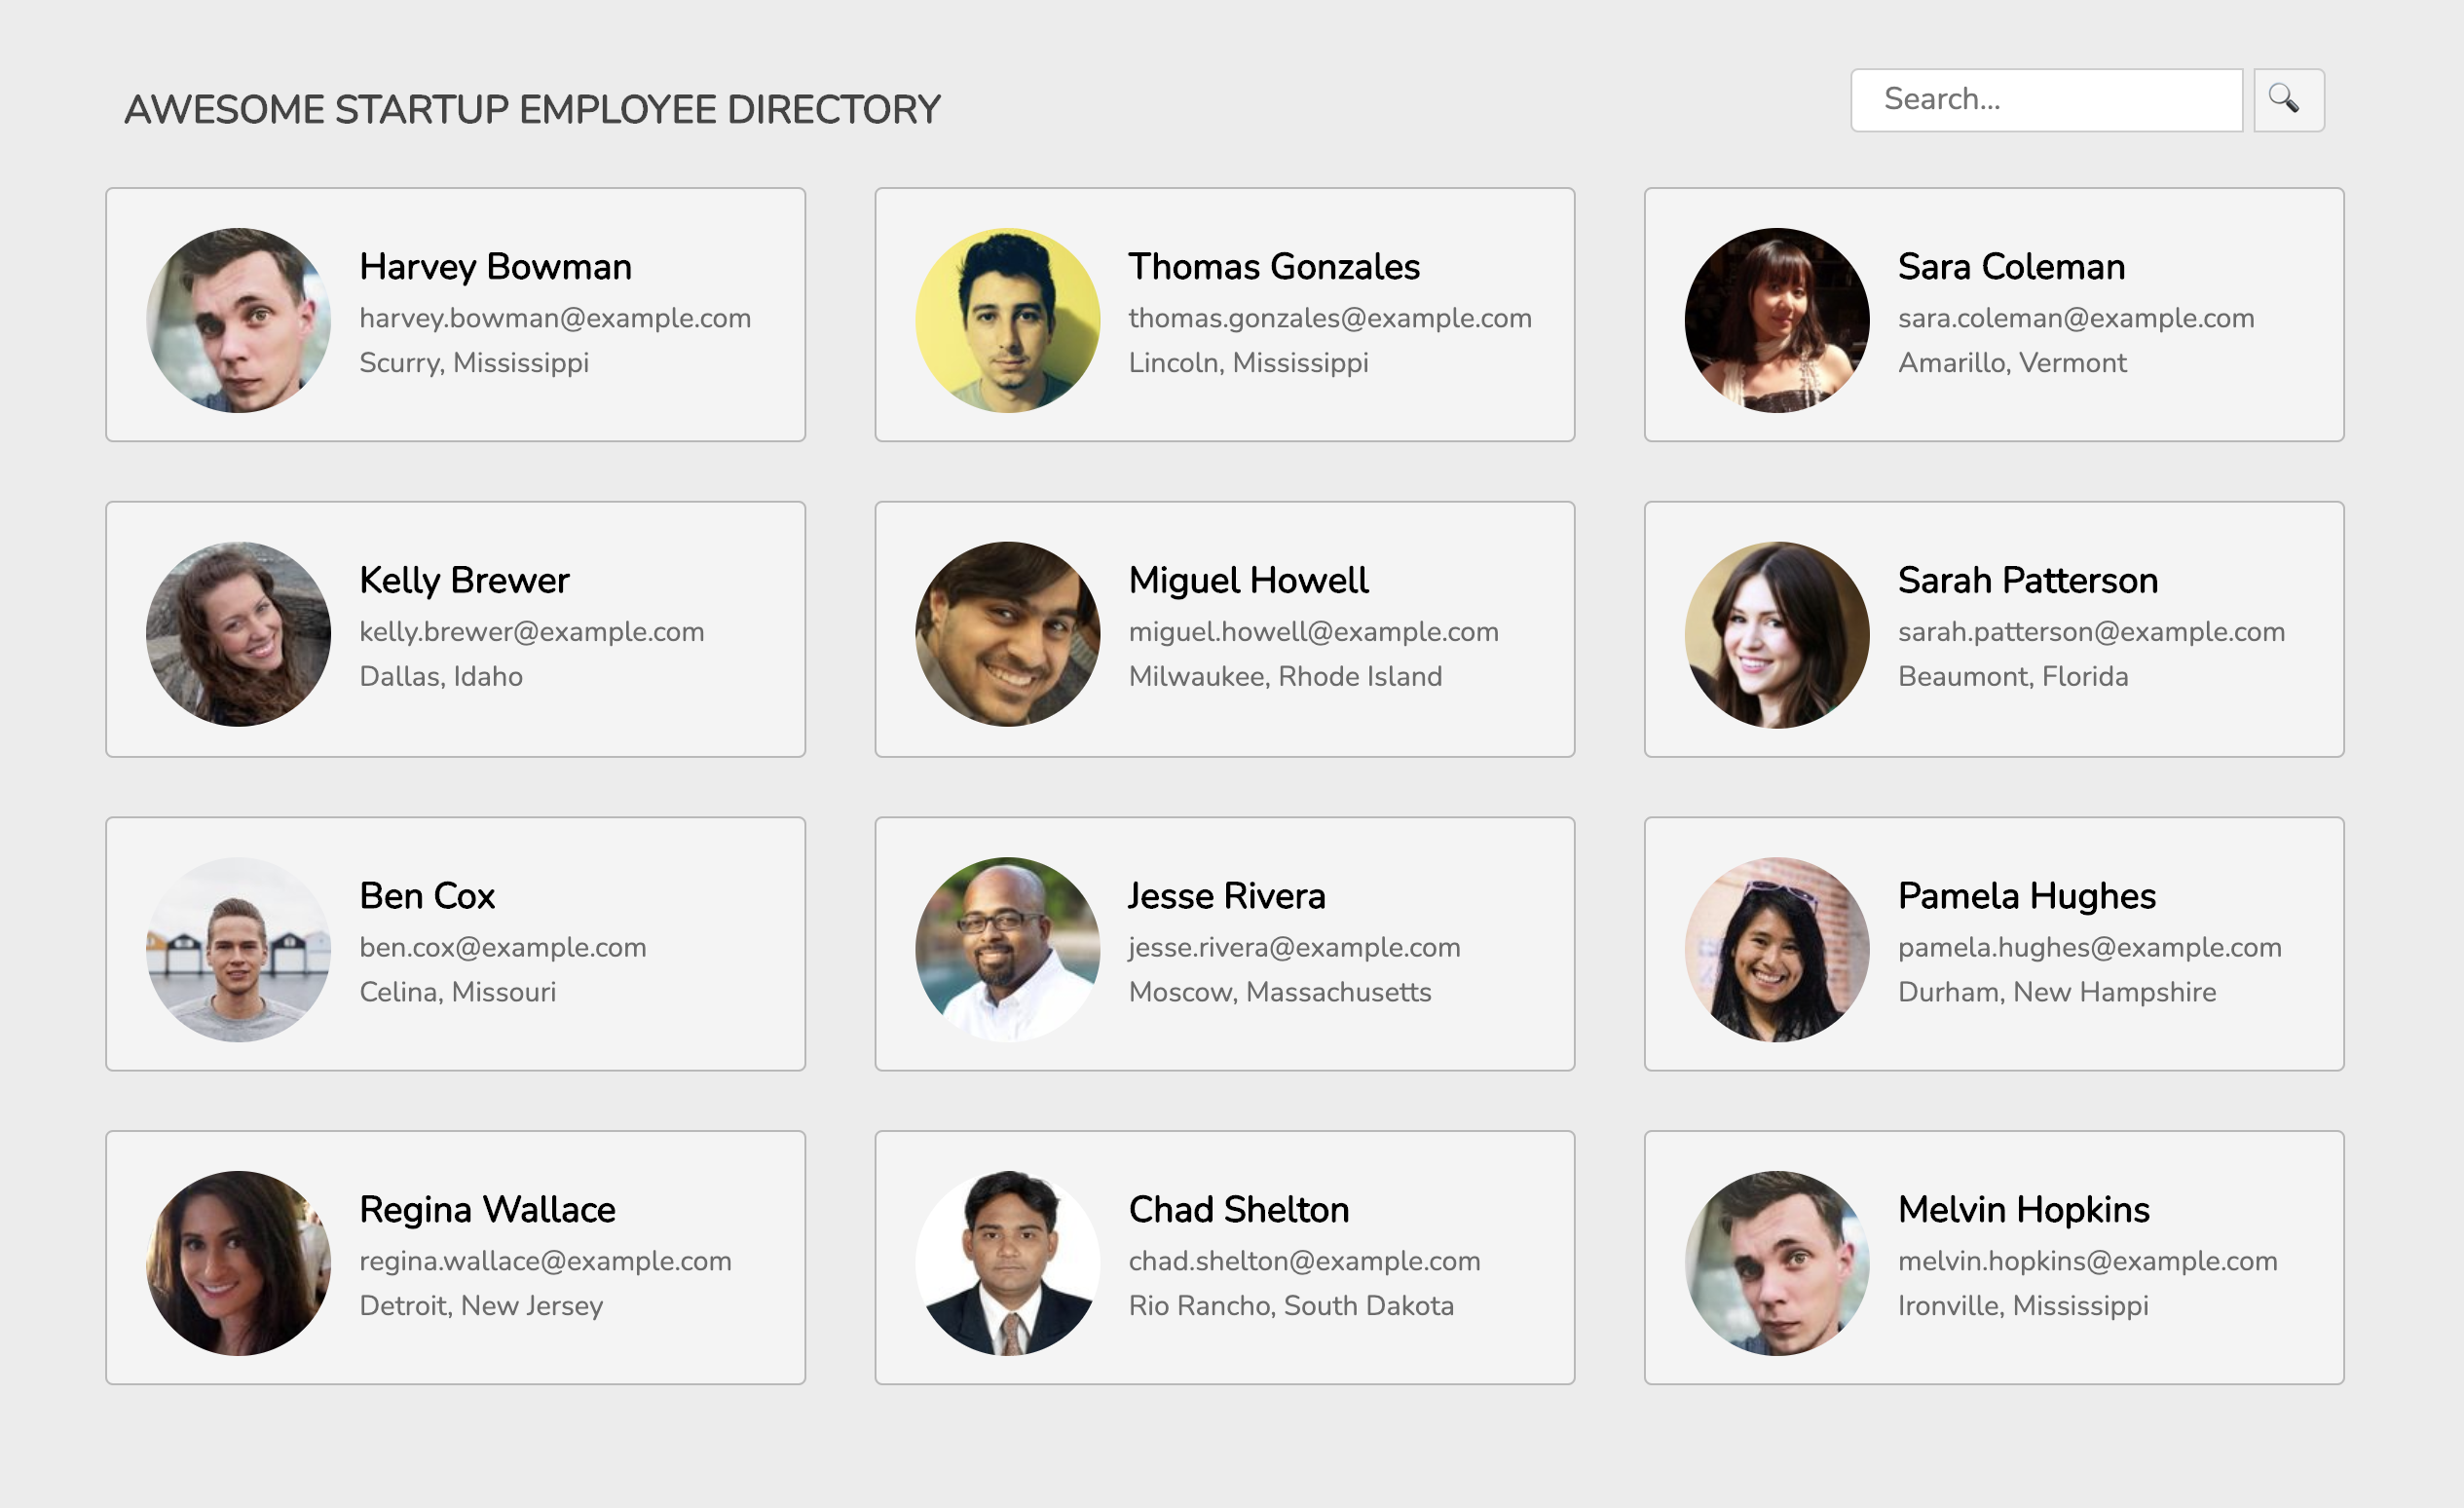 AWESOME STARTUP EMPLOYEE DIRECTORY
Search...
Harvey Bowman
harvey.bowman@example.com
Scurry, Mississippi
Thomas Gonzales
thomas.gonzales@example.com
Lincoln, Mississippi
Sara Coleman
sara.coleman@example.com
Amarillo, Vermont
Kelly Brewer
kelly.brewer@example.com
Dallas, Idaho
Miguel Howell
miguel.howell@example.com
Milwaukee, Rhode Island
Sarah Patterson
sarah.patterson@example.com
Beaumont, Florida
Ben Cox
ben.cox@example.com
Celina, Missouri
Jesse Rivera
jesse.rivera@example.com
Moscow, Massachusetts
Pamela Hughes
pamela.hughes@example.com
Durham, New Hampshire
Regina Wallace
regina.wallace@example.com
Detroit, New Jersey
Chad Shelton
chad.shelton@example.com
Rio Rancho, South Dakota
Melvin Hopkins
melvin.hopkins@example.com
Ironville, Mississippi